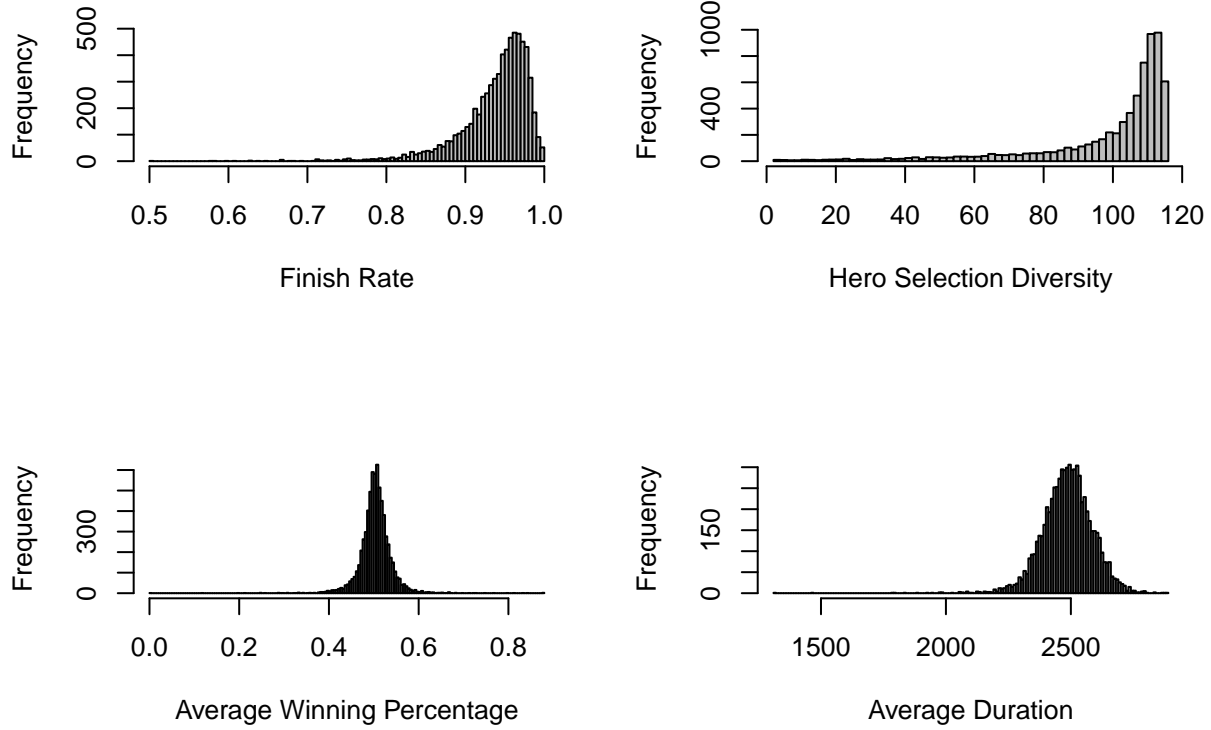 Frequency
0 200 500
0.5 0.6 0.7 0.8 0.9 1.0
Finish Rate
Frequency
0 400 1000
0 20 40 60 80 100 120
Hero Selection Diversity
Frequency
0 300
0.0 0.2 0.4 0.6 0.8
Average Winning Percentage
Frequency
0 150
1500 2000 2500
Average Duration